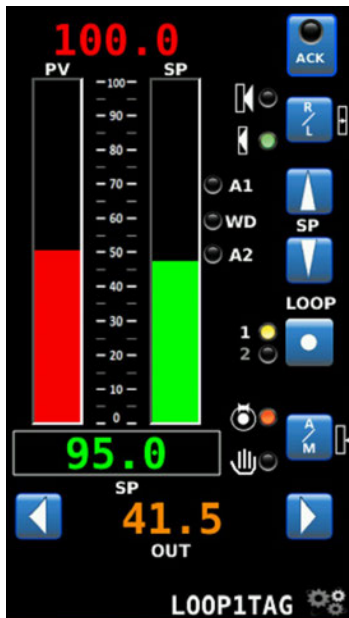 100.0
ACK
PV
SP
100
90
80
70
60
50
40
30
20
10
0
R/L
A1
WD
A2
SP
LOOP
1
2
A/M
95.0
SP
41.5
OUT
LOOP1TAG